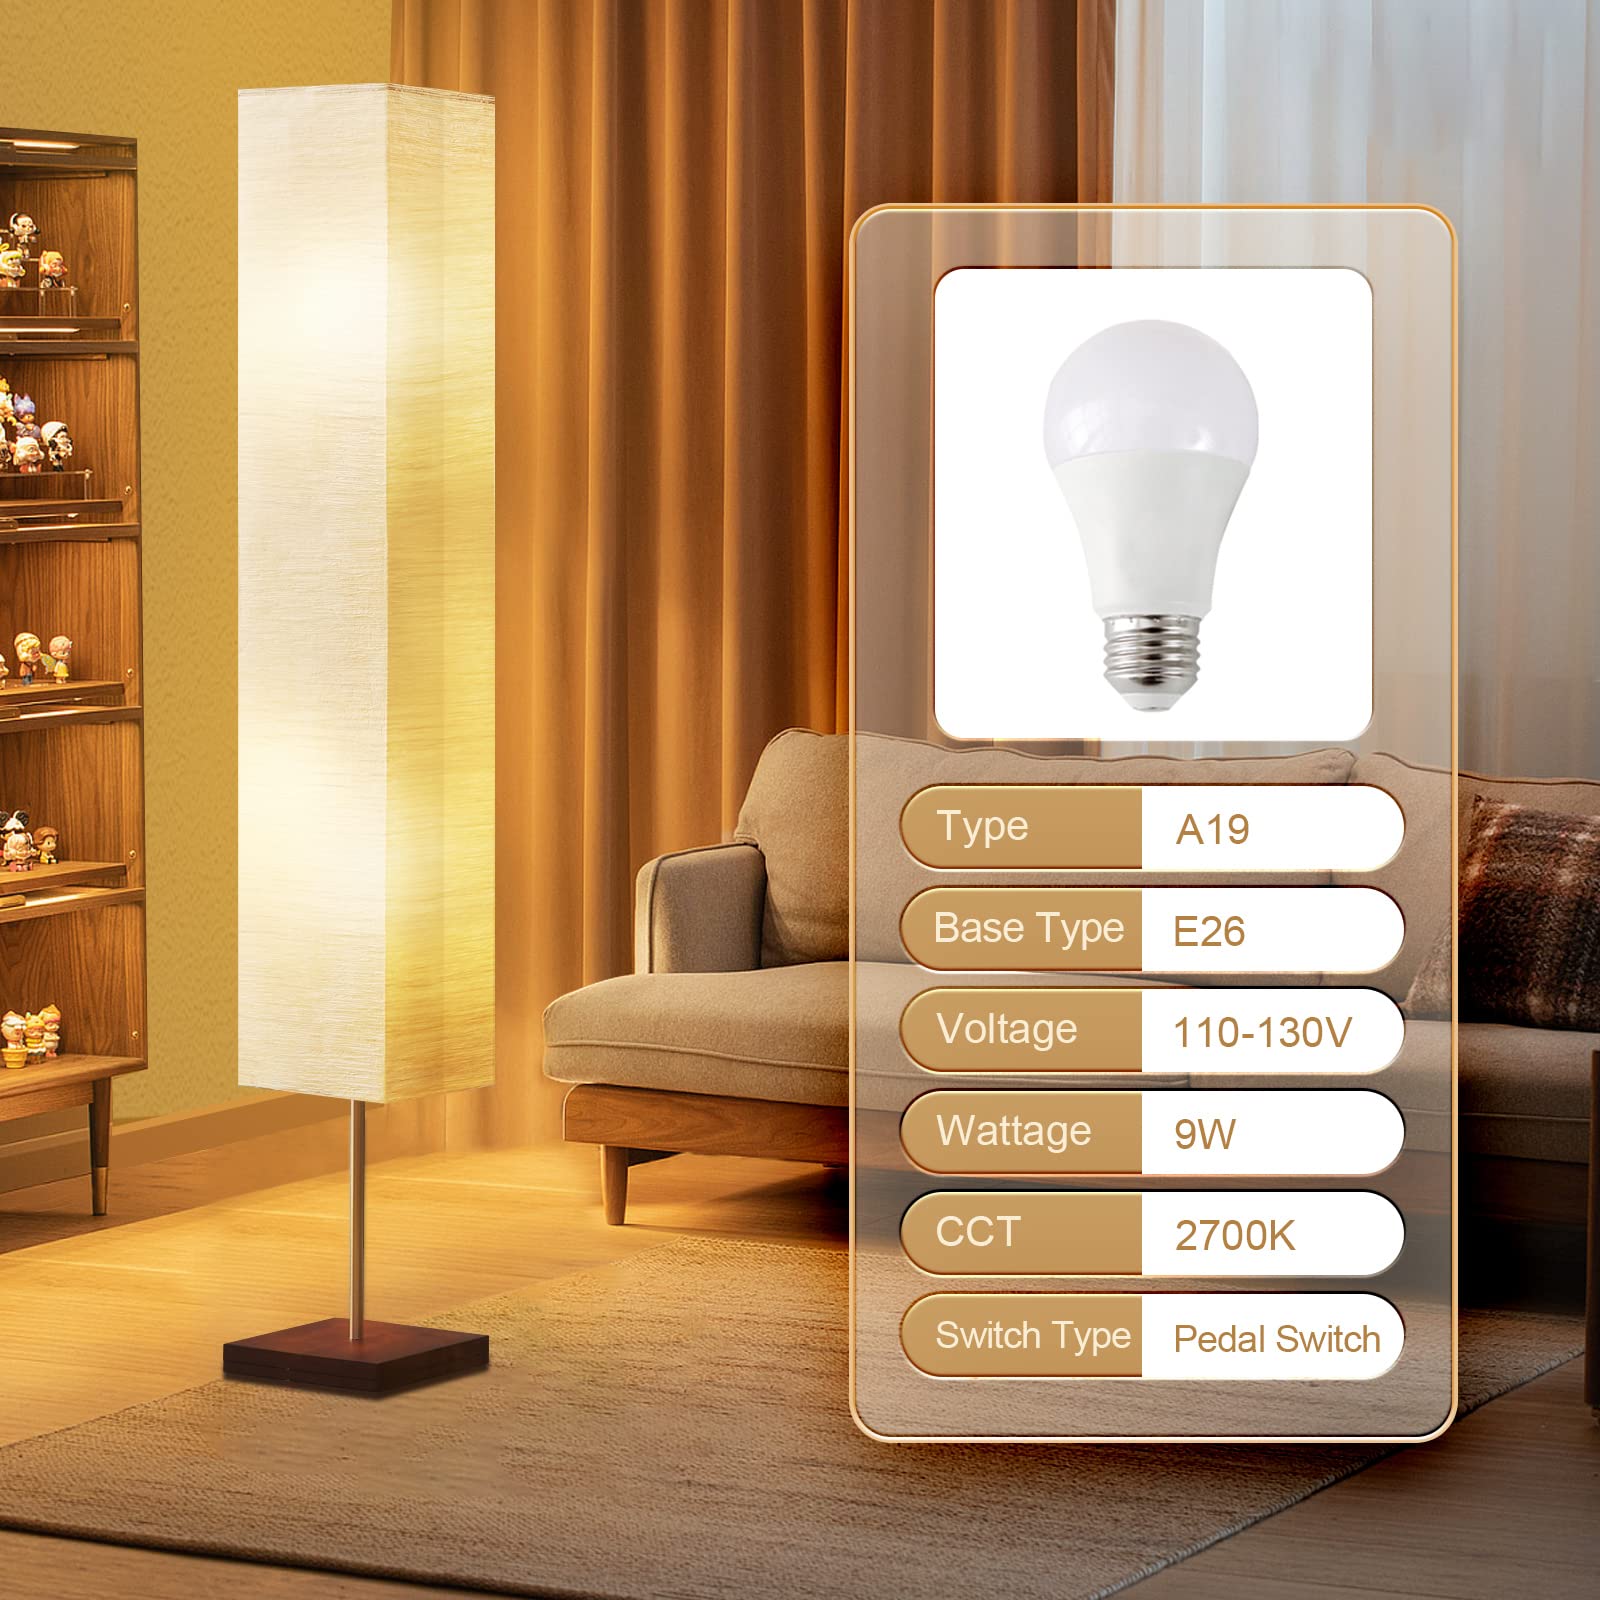 Type A19
Base Type E26
Voltage 110-130V
Wattage 9W
CCT 2700K
Switch Type Pedal Switch